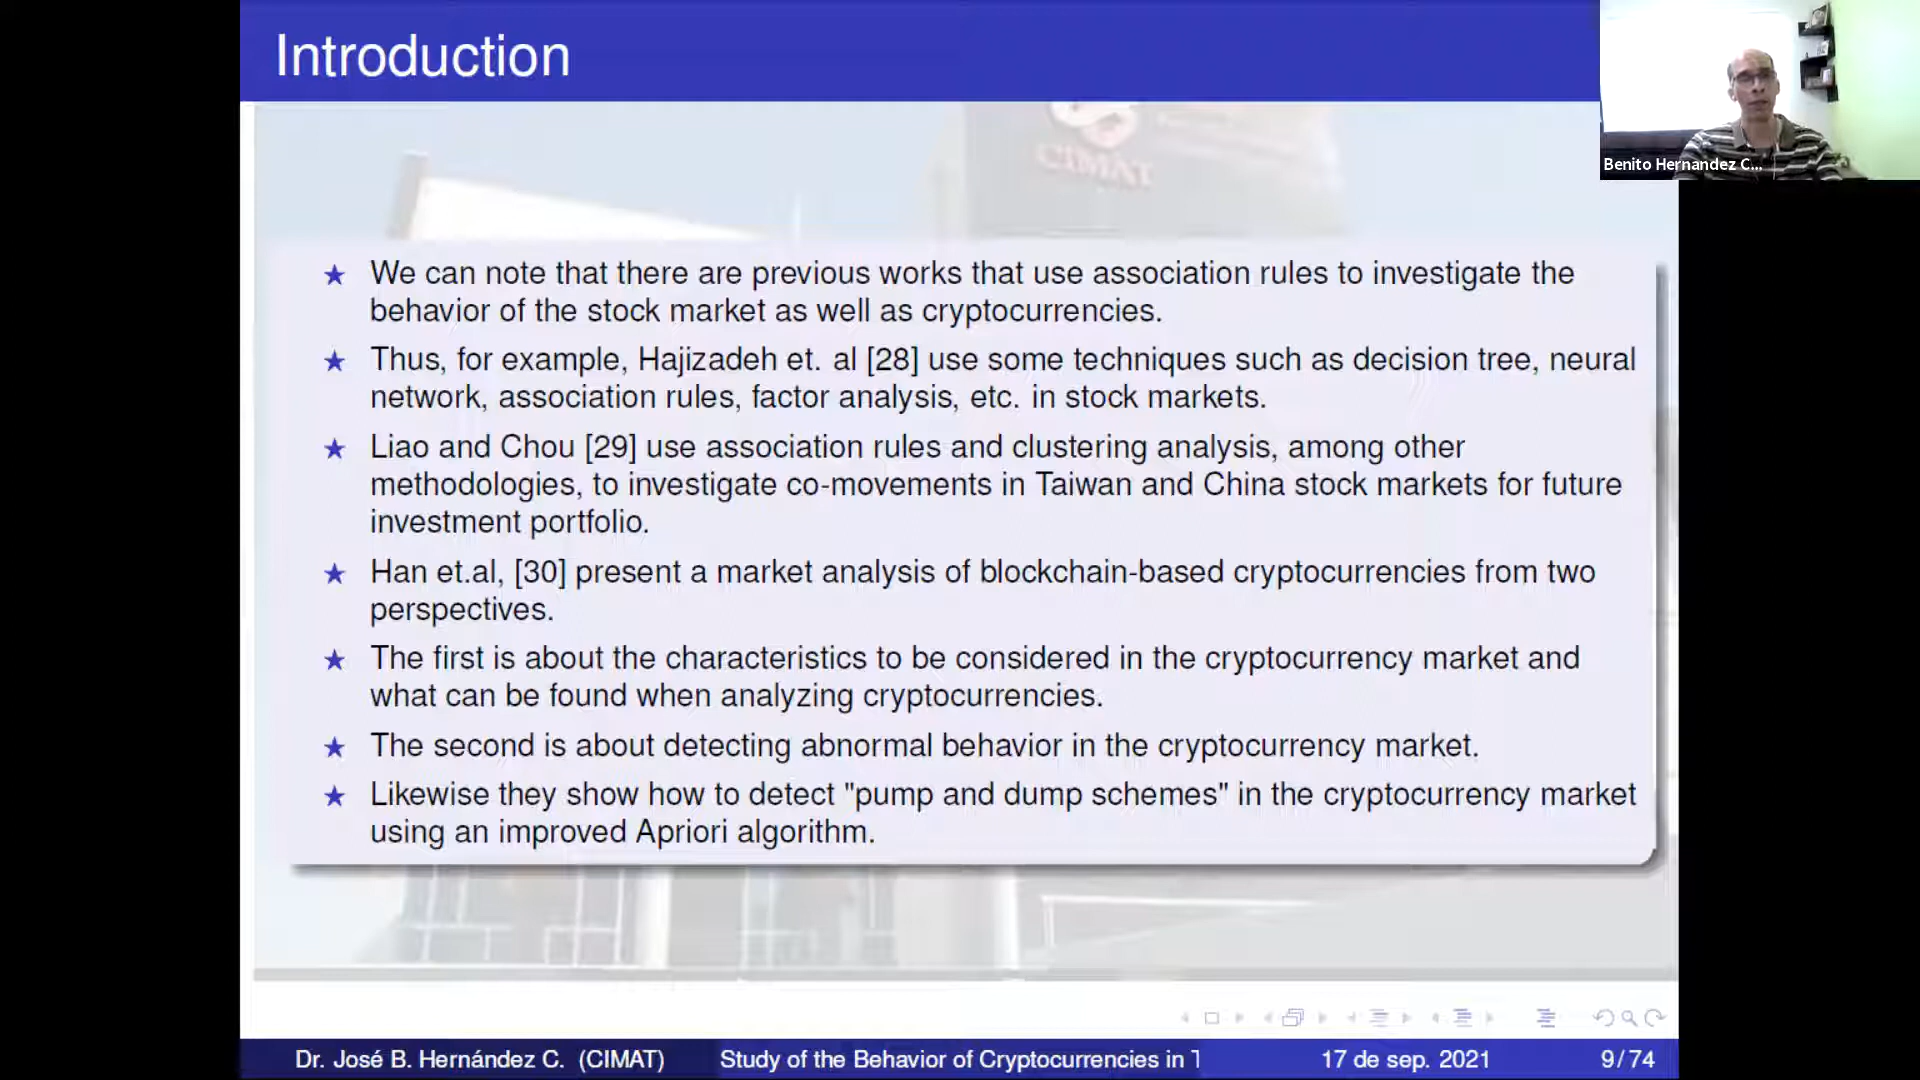 Introduction
Benito Hernandez C...
CIMAT
★ We can note that there are previous works that use association rules to investigate the
behavior of the stock market as well as cryptocurrencies.
★ Thus, for example, Hajizadeh et. al [28] use some techniques such as decision tree, neural
network, association rules, factor analysis, etc. in stock markets.
★ Liao and Chou [29] use association rules and clustering analysis, among other
methodologies, to investigate co-movements in Taiwan and China stock markets for future
investment portfolio.
★ Han et.al, [30] present a market analysis of blockchain-based cryptocurrencies from two
perspectives.
★ The first is about the characteristics to be considered in the cryptocurrency market and
what can be found when analyzing cryptocurrencies.
★ The second is about detecting abnormal behavior in the cryptocurrency market.
★ Likewise they show how to detect "pump and dump schemes" in the cryptocurrency market
using an improved Apriori algorithm.
Dr. José B. Hernández C. (CIMAT) Study of the Behavior of Cryptocurrencies in T 17 de sep. 2021 9/74